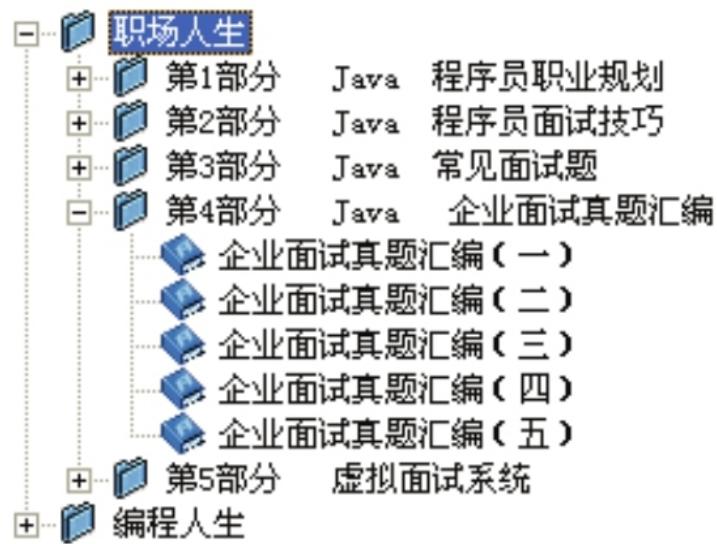 职场人生
第1部分 Java 程序员职业规划
第2部分 Java 程序员面试技巧
第3部分 Java 常见面试题
第4部分 Java 企业面试真题汇编
企业面试真题汇编(一)
企业面试真题汇编(二)
企业面试真题汇编(三)
企业面试真题汇编(四)
企业面试真题汇编(五)
第5部分 虚拟面试系统
编程人生